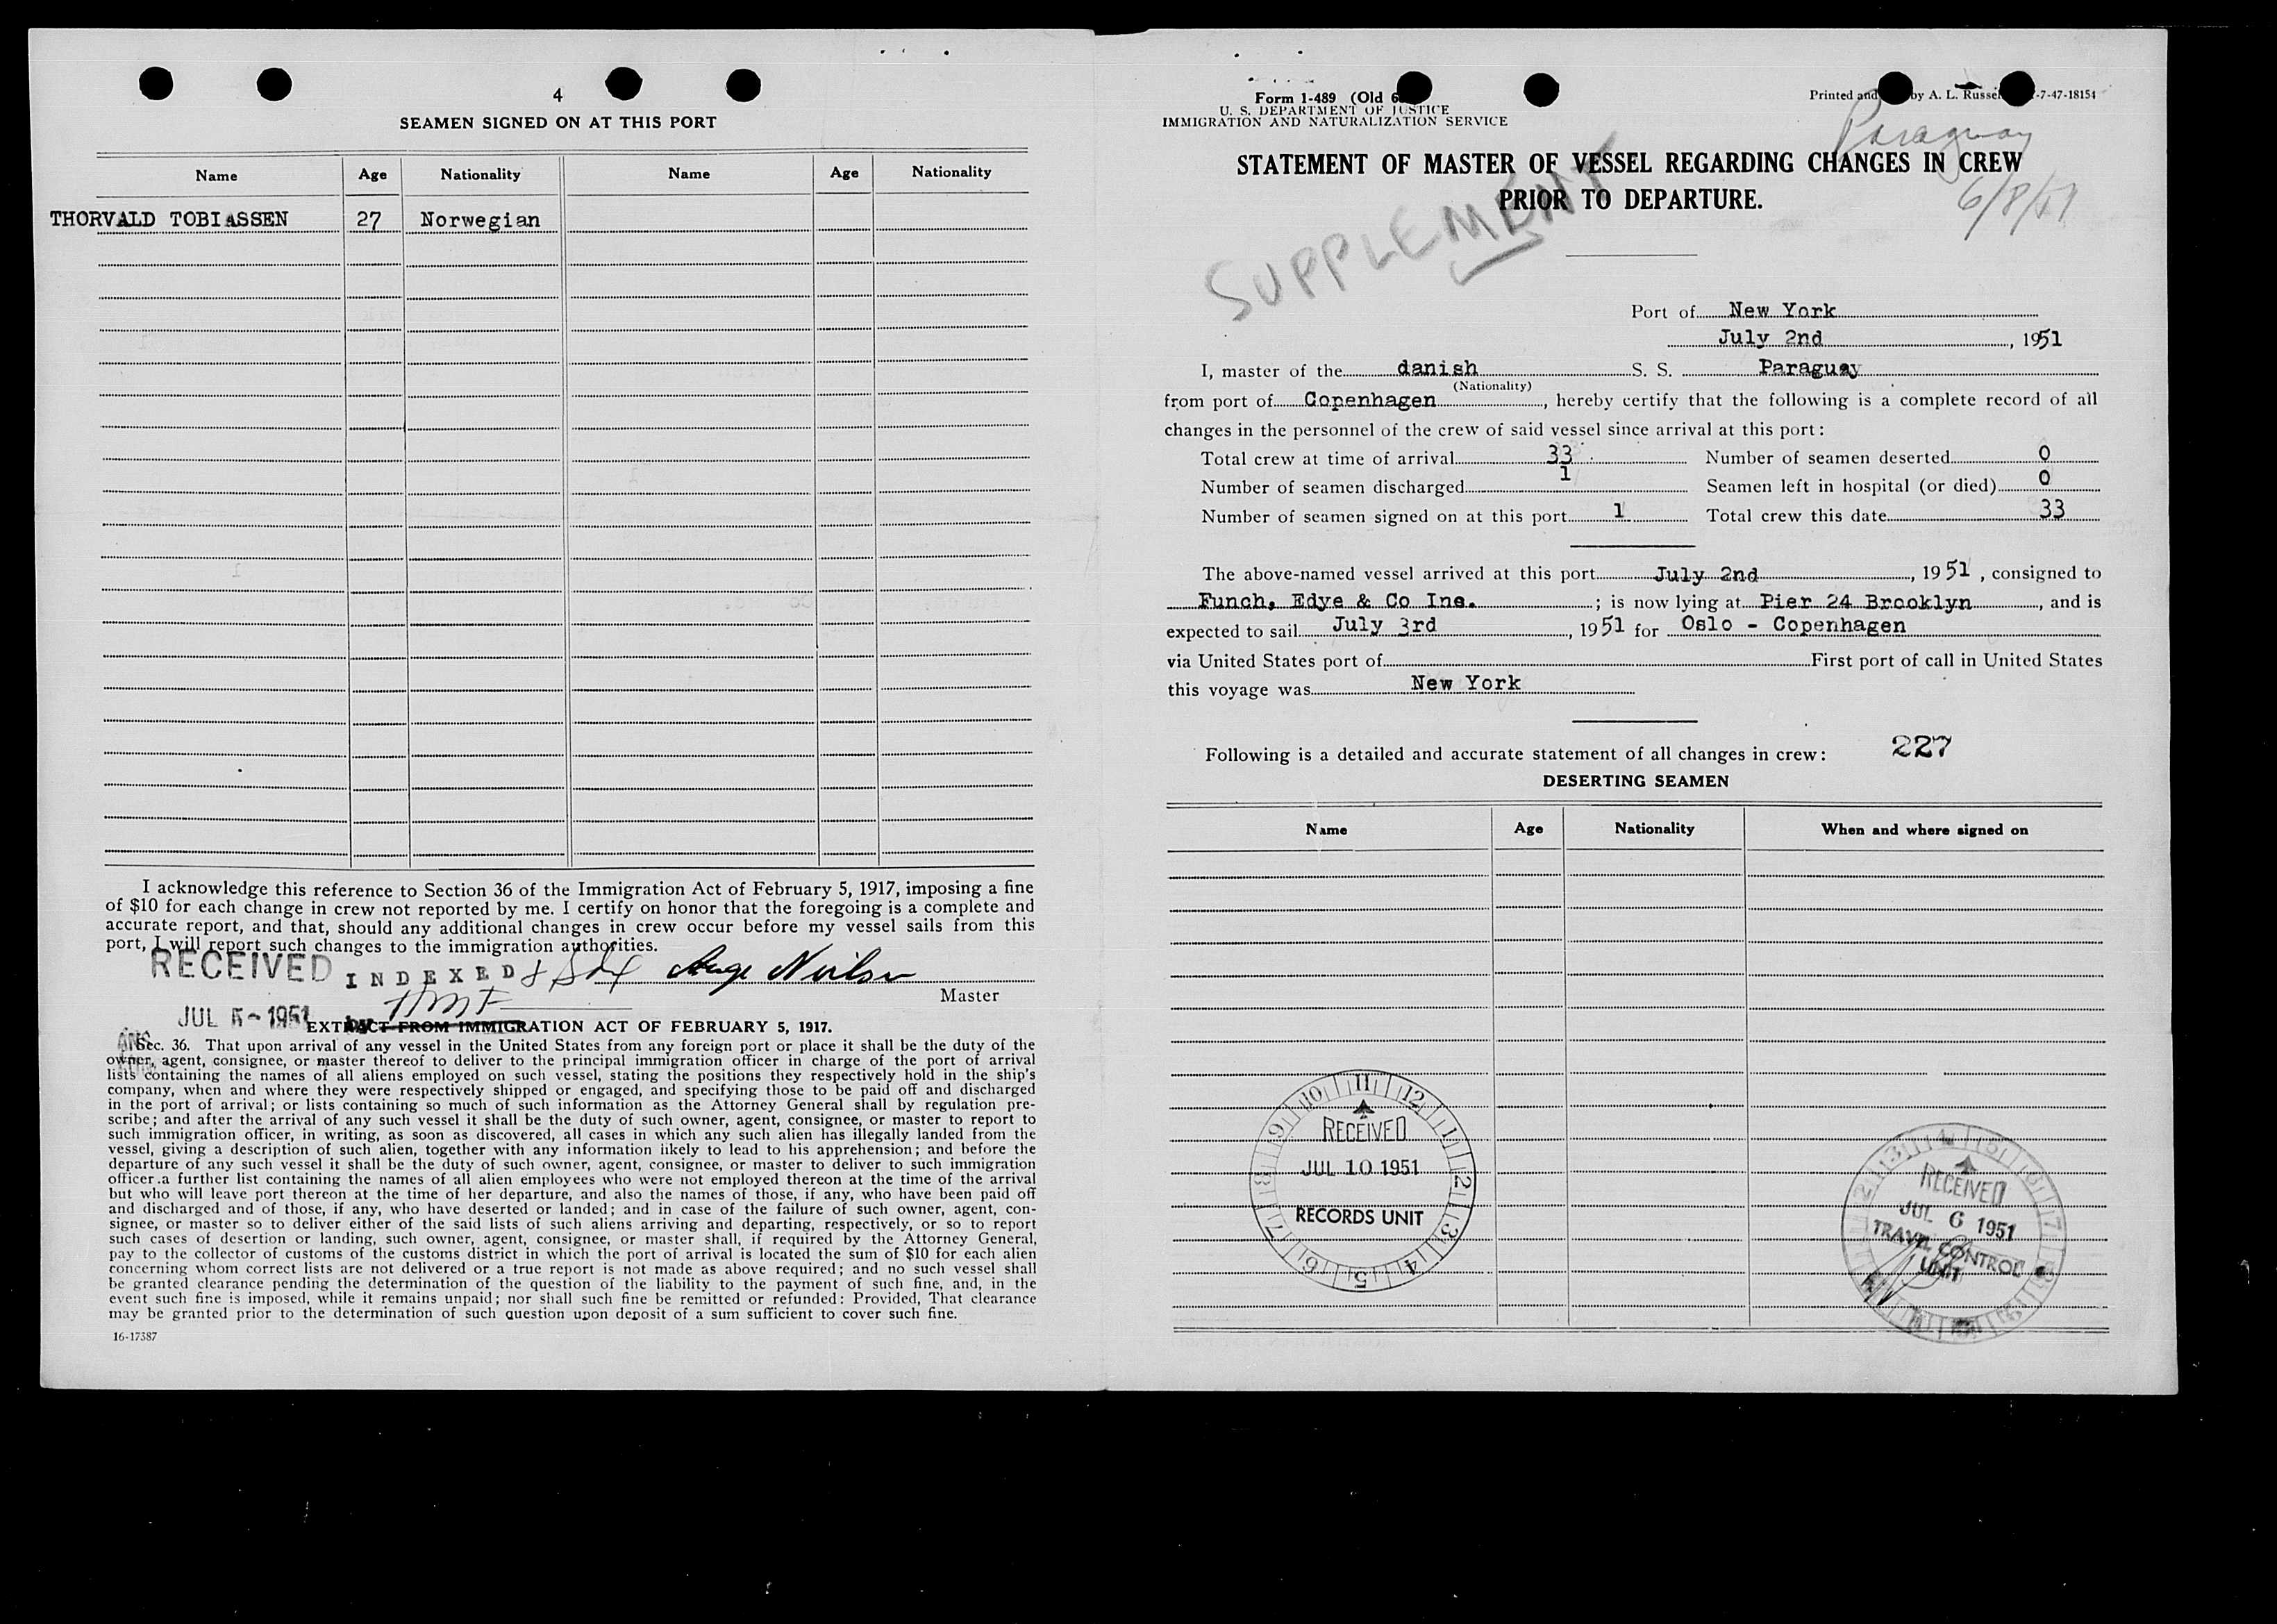 4
SEAMEN SIGNED ON AT THIS PORT
Name Age Nationality Name Age Nationality
THORVALD TOBIASSEN 27 Norwegian
I acknowledge this reference to Section 36 of the Immigration Act of February 5, 1917, imposing a fine
of $10 for each change in crew not reported by me. I certify on honor that the foregoing is a complete and
accurate report, and that, should any additional changes in crew occur before my vessel sails from this
port, I will report such changes to the immigration authorities.
RECEIVED INDEXED
Master
JUL 5-1951
by
EXTRACT FROM IMMIGRATION ACT OF FEBRUARY 5, 1917.
Sec. 36. That upon arrival of any vessel in the United States from any foreign port or place it shall be the duty of the
owner, agent, consignee, or master thereof to deliver to the principal immigration officer in charge of the port of arrival
lists containing the names of all aliens employed on such vessel, stating the positions they respectively hold in the ship's
company, when and where they were respectively shipped or engaged, and specifying those to be paid off and discharged
in the port of arrival; or lists containing so much of such information as the Attorney General shall by regulation pre-
scribe; and after the arrival of any such vessel it shall be the duty of such owner, agent, consignee, or master to report to
such immigration officer, in writing, as soon as discovered, all cases in which any such alien has illegally landed from the
vessel, giving a description of such alien, together with any information likely to lead to his apprehension; and before the
departure of any such vessel it shall be the duty of such owner, agent, consignee, or master to deliver to such immigration
officer.a further list containing the names of all alien employees who were not employed thereon at the time of the arrival
but who will leave port thereon at the time of her departure, and also the names of those, if any, who have been paid off
and discharged and of those, if any, who have deserted or landed; and in case of the failure of such owner, agent, con-
signee, or master so to deliver either of the said lists of such aliens arriving and departing, respectively, or so to report
such cases of desertion or landing, such owner, agent, consignee, or master shall, if required by the Attorney General,
pay to the collector of customs of the customs district in which the port of arrival is located the sum of $10 for each alien
concerning whom correct lists are not delivered or a true report is not made as above required; and no such vessel shall
be granted clearance pending the determination of the question of the liability to the payment of such fine, and, in the
event such fine is imposed, while it remains unpaid; nor shall such fine be remitted or refunded: Provided, That clearance
may be granted prior to the determination of such question upon deposit of a sum sufficient to cover such fine.
16-17387
Form 1-489 (Old
U. S. DEPARTMENT OF JUSTICE
IMMIGRATION AND NATURALIZATION SERVICE
Printed and by A. L. Russell -7-47-18154
Paraguay
STATEMENT OF MASTER OF VESSEL REGARDING CHANGES IN CREW
PRIOR TO DEPARTURE.
6/8/51
SUPPLEMENT
Port of New York
July 2nd, 1951
I, master of the danish S. S. Paraguay
(Nationality)
from port of Copenhagen, hereby certify that the following is a complete record of all
changes in the personnel of the crew of said vessel since arrival at this port:
Total crew at time of arrival 33 Number of seamen deserted 0
Number of seamen discharged 1 Seamen left in hospital (or died) 0
Number of seamen signed on at this port 1 Total crew this date 33
The above-named vessel arrived at this port July 2nd, 1951, consigned to
Funch, Edye & Co Inc.; is now lying at Pier 24 Brooklyn, and is
expected to sail July 3rd, 1951 for Oslo - Copenhagen
via United States port of First port of call in United States
this voyage was New York
Following is a detailed and accurate statement of all changes in crew: 227
DESERTING SEAMEN
Name Age Nationality When and where signed on
11 12 1 2 3 4 5 6 7 8 9 10
RECEIVED
JUL 10 1951
RECORDS UNIT
RECEIVED
JUL 6 1951
TRAVEL CONTROL
UNIT